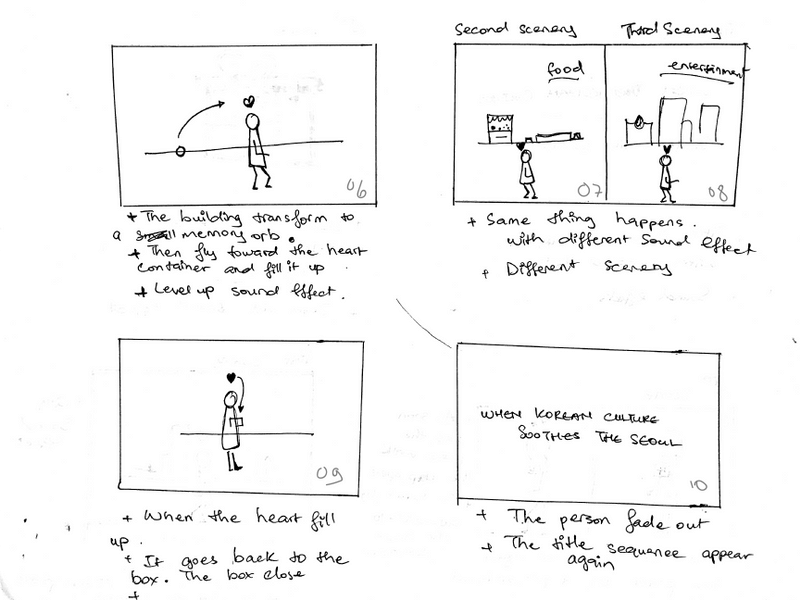 06
+ The building transform to
a small memory orb.
+ Then fly toward the heart
container and fill it up
+ Level up sound effect.
Second scenery
food
07
Third Scenery
entertainment
08
+ Same thing happens.
with different Sound effect
+ Different scenery
09
+ When the heart fill
up.
+ It goes back to the
box. The box close
+
WHEN KOREAN CULTURE
SOOTHES THE SEOUL
10
+ The person fade out
+ The title sequence appear
again